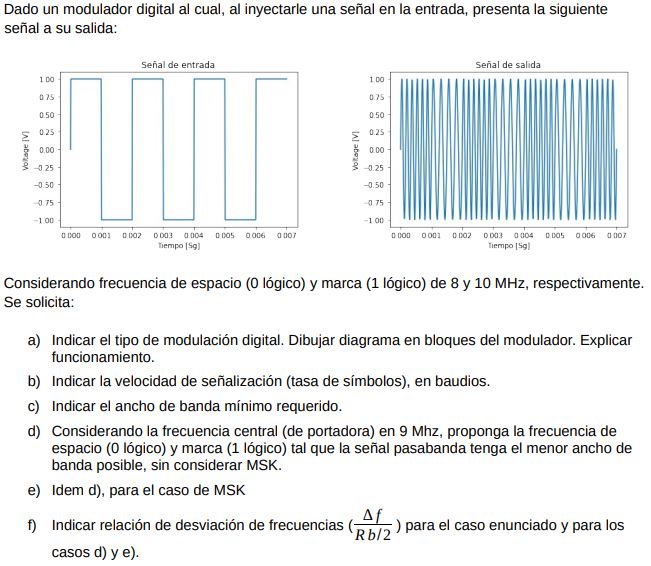 Dado un modulador digital al cual, al inyectarle una señal en la entrada, presenta la siguiente
señal a su salida:
Señal de entrada
Voltage [V]
1.00
0.75
0.50
0.25
0.00
−0.25
−0.50
−0.75
−1.00
0.000 0.001 0.002 0.003 0.004 0.005 0.006 0.007
Tiempo [Sg]
Señal de salida
Voltage [V]
1.00
0.75
0.50
0.25
0.00
−0.25
−0.50
−0.75
−1.00
0.000 0.001 0.002 0.003 0.004 0.005 0.006 0.007
Tiempo [Sg]
Considerando frecuencia de espacio (0 lógico) y marca (1 lógico) de 8 y 10 MHz, respectivamente.
Se solicita:
a) Indicar el tipo de modulación digital. Dibujar diagrama en bloques del modulador. Explicar
funcionamiento.
b) Indicar la velocidad de señalización (tasa de símbolos), en baudios.
c) Indicar el ancho de banda mínimo requerido.
d) Considerando la frecuencia central (de portadora) en 9 Mhz, proponga la frecuencia de
espacio (0 lógico) y marca (1 lógico) tal que la señal pasabanda tenga el menor ancho de
banda posible, sin considerar MSK.
e) Idem d), para el caso de MSK
f) Indicar relación de desviación de frecuencias (Δf / Rb/2) para el caso enunciado y para los
casos d) y e).